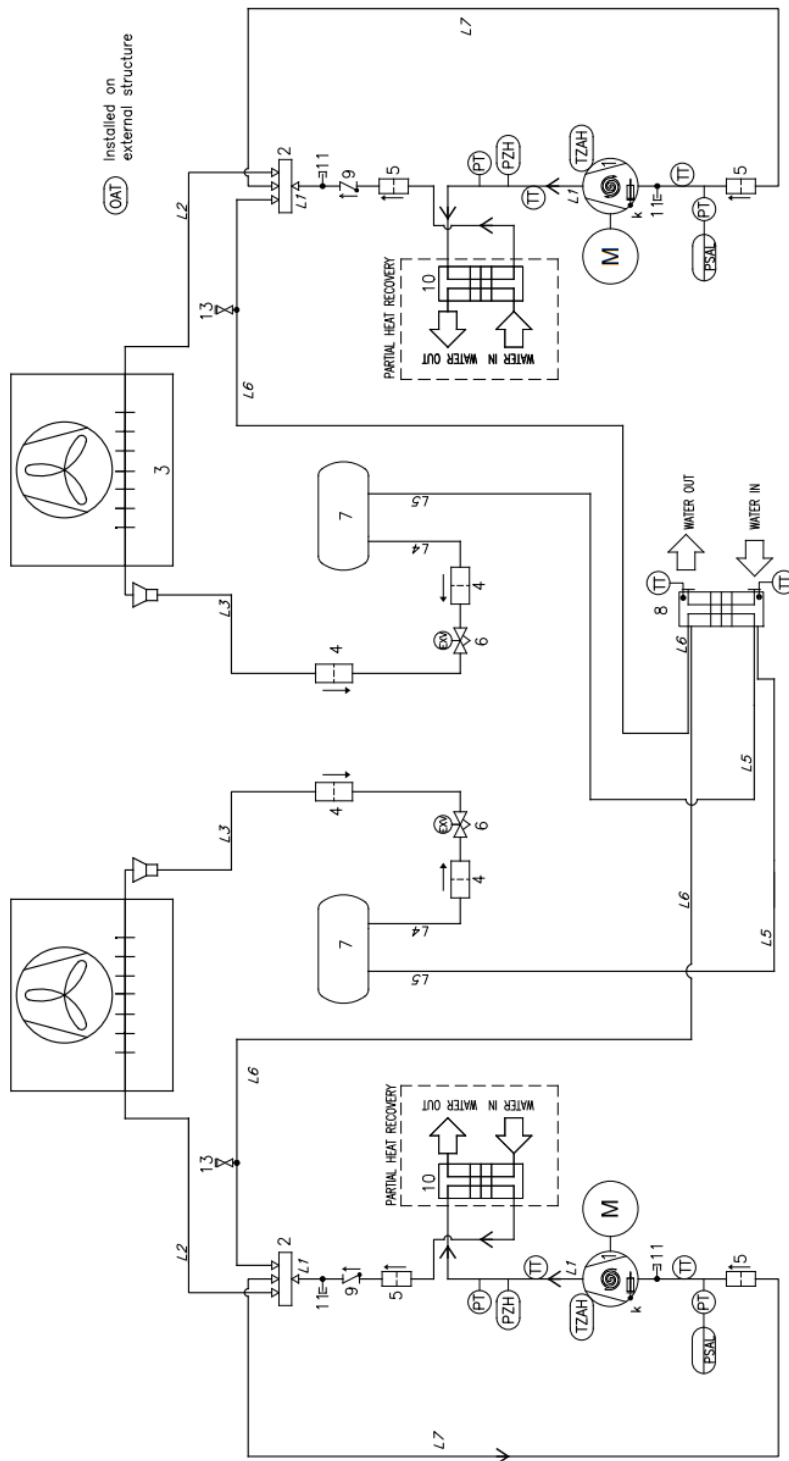 OAT
Installed on
external structure
L7
L2
2
11
L1
9
5
PT
PZH
TT
L1
TZAH
1
k
M
11
TT
PT
PSAL
5
13
L6
PARTIAL HEAT RECOVERY
10
WATER OUT
WATER IN
3
7
L5
L4
4
EXV
6
L3
4
WATER OUT
WATER IN
TT
TT
8
L6
L5
L3
4
EXV
6
4
7
L4
L5
L6
L5
L6
13
L2
2
L1
11
9
5
PARTIAL HEAT RECOVERY
10
WATER OUT
WATER IN
PT
PZH
TT
L1
TZAH
1
k
M
11
TT
PT
PSAL
5
L7